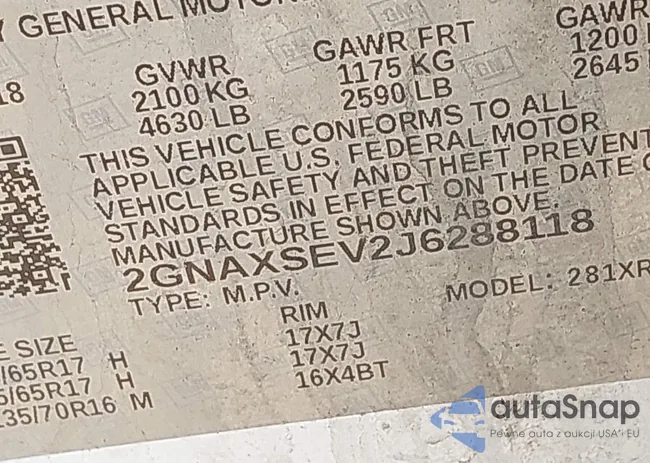 Y GENERAL MOTOR
18
GVWR
2100 KG
4630 LB
GAWR FRT
1175 KG
2590 LB
GAWR
1200
2645
THIS VEHICLE CONFORMS TO ALL
APPLICABLE U.S. FEDERAL MOTOR
VEHICLE SAFETY AND THEFT PREVENT
STANDARDS IN EFFECT ON THE DATE O
MANUFACTURE SHOWN ABOVE.
2GNAXSEV2J6288118
TYPE: M.P.V.
MODEL: 281XR
E SIZE
RIM
/65R17 H
17X7J
5/65R17 H
17X7J
135/70R16 M
16X4BT
autaSnap
Pewne auta z aukcji USA i EU